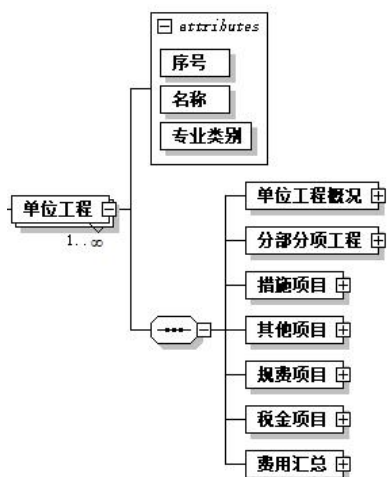 attributes
序号
名称
专业类别
单位工程
1..∞
单位工程概况
分部分项工程
措施项目
其他项目
规费项目
税金项目
费用汇总